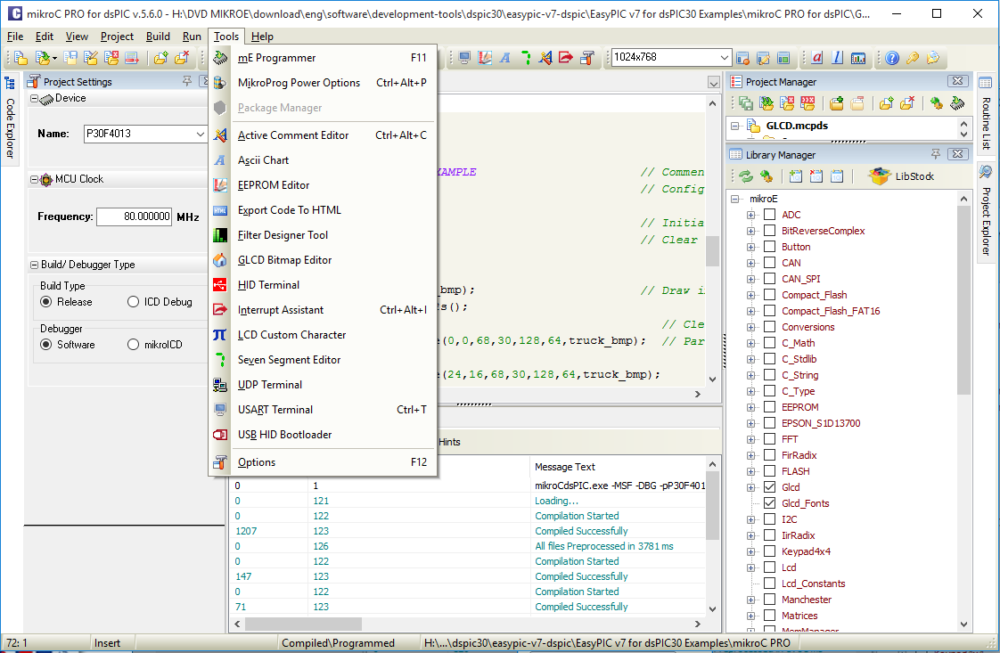 mikroC PRO for dsPIC v.5.6.0 - H:\DVD MIKROE\download\eng\software\development-tools\dspic30\easypic-v7-dspic\EasyPIC v7 for dsPIC30 Examples\mikroC PRO for dsPIC\G...
File Edit View Project Build Run Tools Help
1024x768
Code Explorer
Project Settings
Device
Name: P30F4013
MCU Clock
Frequency: 80.000000 MHz
Build/ Debugger Type
Build Type
Release ICD Debug
Debugger
Software mikroICD
mE Programmer F11
MikroProg Power Options Ctrl+Alt+P
Package Manager
Active Comment Editor Ctrl+Alt+C
Ascii Chart
EEPROM Editor
Export Code To HTML
Filter Designer Tool
GLCD Bitmap Editor
HID Terminal
Interrupt Assistant Ctrl+Alt+I
LCD Custom Character
Seven Segment Editor
UDP Terminal
USART Terminal Ctrl+T
USB HID Bootloader
Options F12
XAMPLE // Commen
// Config
// Initia
// Clear
_bmp); // Draw i
s();
// Cle
(0,0,68,30,128,64,truck_bmp); // Par
(24,16,68,30,128,64,truck_bmp);
Hints
Message Text
0 1 mikroCdsPIC.exe -MSF -DBG -pP30F401
0 121 Loading...
0 122 Compilation Started
1207 123 Compiled Successfully
0 126 All files Preprocessed in 3781 ms
0 122 Compilation Started
147 123 Compiled Successfully
0 122 Compilation Started
71 123 Compiled Successfully
Project Manager
GLCD.mcpds
Library Manager
LibStock
mikroE
ADC
BitReverseComplex
Button
CAN
CAN_SPI
Compact_Flash
Compact_Flash_FAT16
Conversions
C_Math
C_Stdlib
C_String
C_Type
EEPROM
EPSON_S1D13700
FFT
FirRadix
FLASH
Glcd
Glcd_Fonts
I2C
IirRadix
Keypad4x4
Lcd
Lcd_Constants
Manchester
Matrices
MemManager
Routine List
Project Explorer
72: 1 Insert Compiled\Programmed H:\...\dspic30\easypic-v7-dspic\EasyPIC v7 for dsPIC30 Examples\mikroC PRO